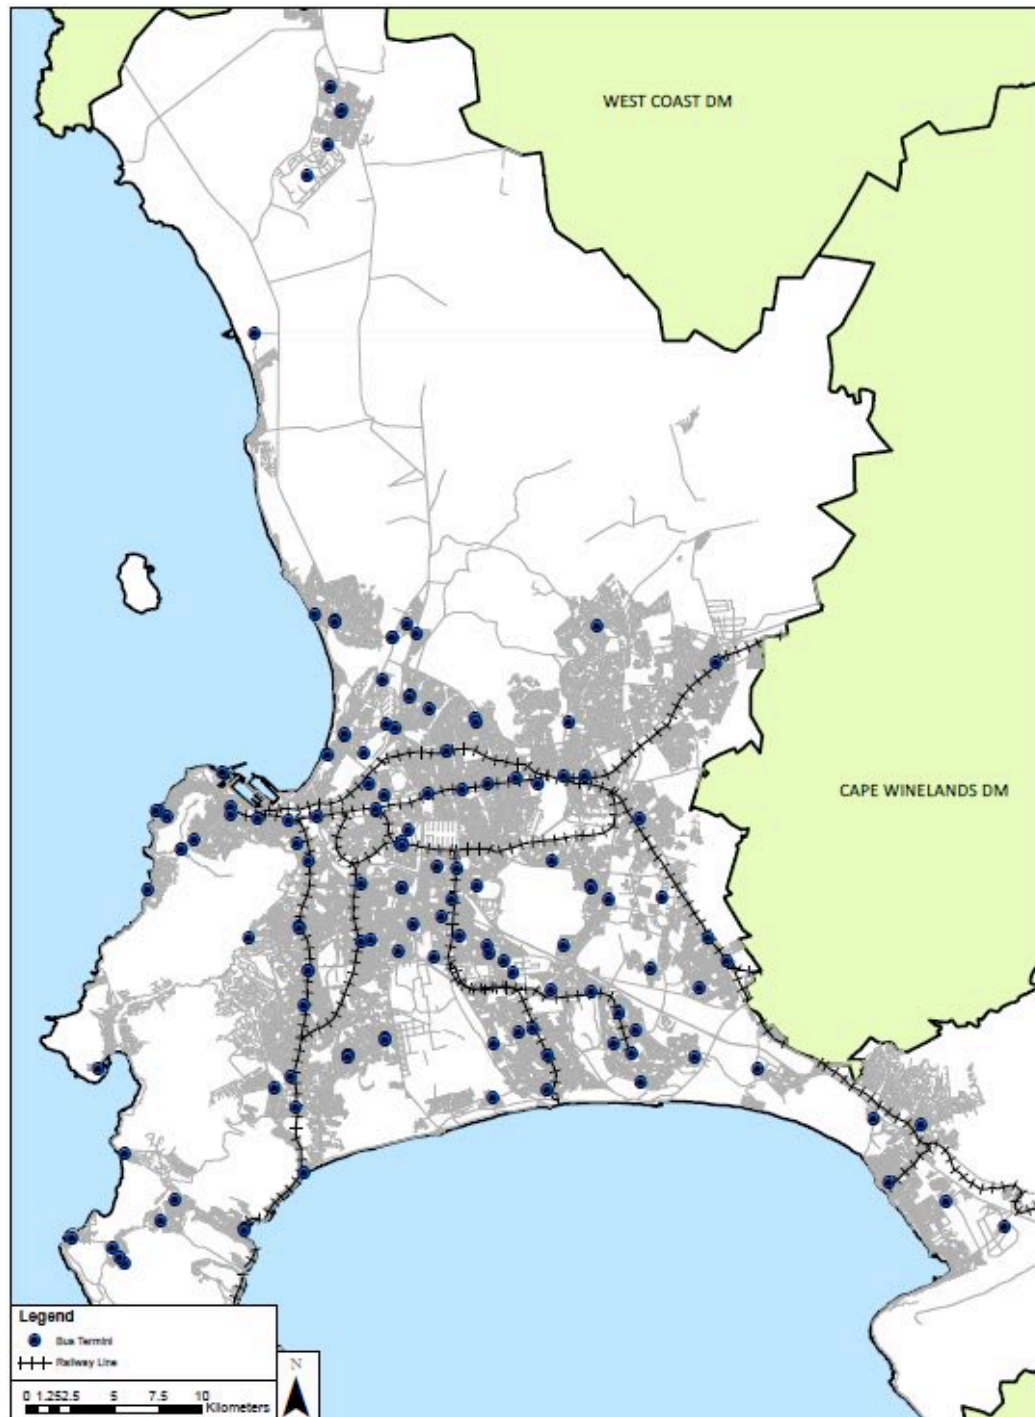 WEST COAST DM
CAPE WINELANDS DM
Legend
Bus Termini
Railway Line
N
0 1.252.5 5 7.5 10
Kilometers